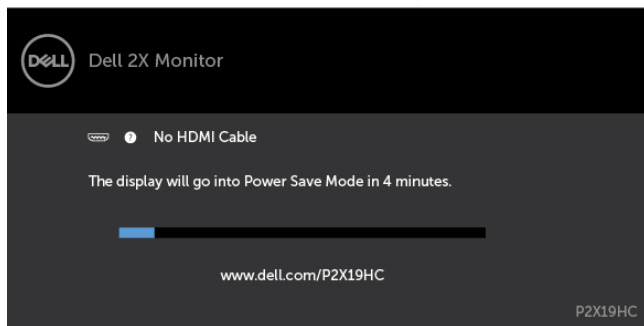 DELL
Dell 2X Monitor
? No HDMI Cable
The display will go into Power Save Mode in 4 minutes.
www.dell.com/P2X19HC
P2X19HC